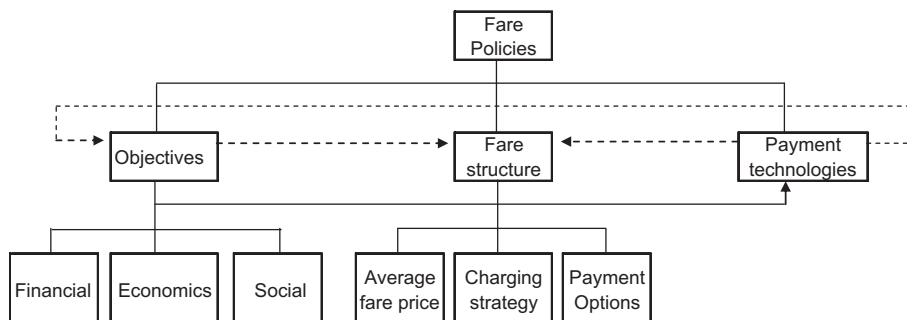 Fare
Policies
Objectives
Fare
structure
Payment
technologies
Financial
Economics
Social
Average
fare price
Charging
strategy
Payment
Options